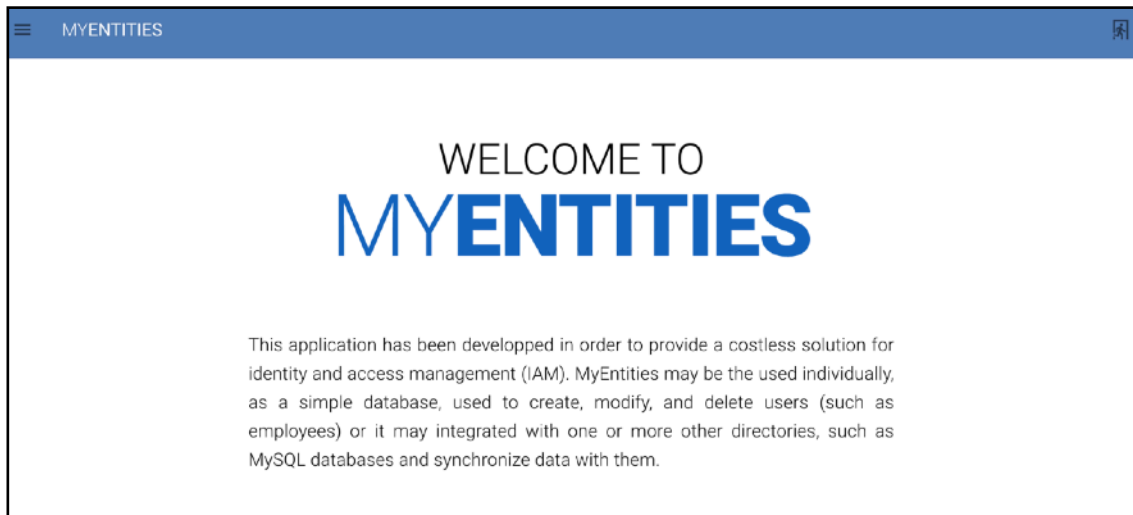 MYENTITIES
WELCOME TO
MYENTITIES
This application has been developped in order to provide a costless solution for
identity and access management (IAM). MyEntities may be the used individually,
as a simple database, used to create, modify, and delete users (such as
employees) or it may integrated with one or more other directories, such as
MySQL databases and synchronize data with them.